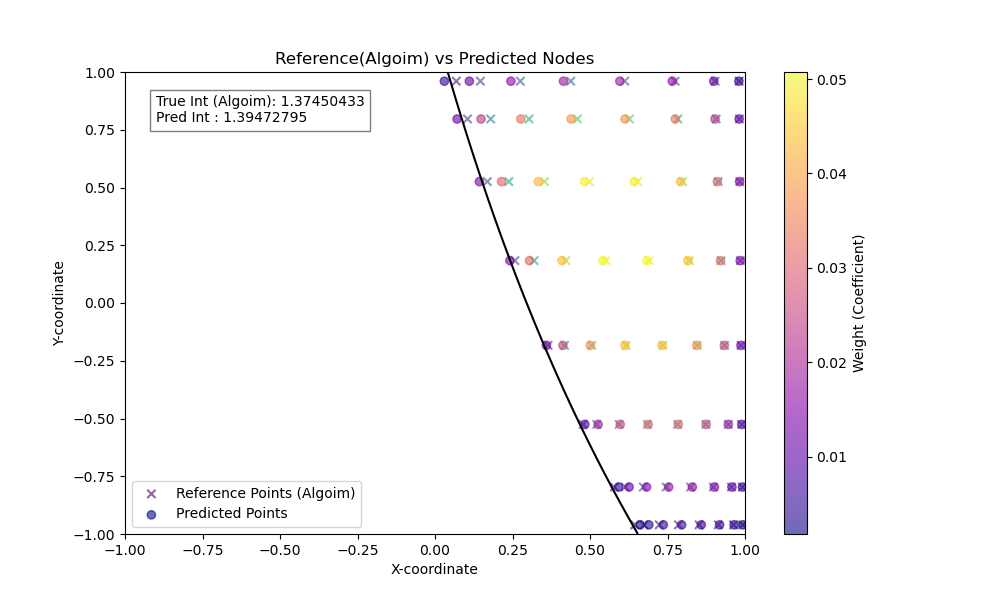 Reference(Algoim) vs Predicted Nodes
True Int (Algoim): 1.37450433
Pred Int : 1.39472795
1.00
0.75
0.50
0.25
0.00
−0.25
−0.50
−0.75
−1.00
Y-coordinate
Reference Points (Algoim)
Predicted Points
−1.00 −0.75 −0.50 −0.25 0.00 0.25 0.50 0.75 1.00
X-coordinate
0.05
0.04
0.03
0.02
0.01
Weight (Coefficient)